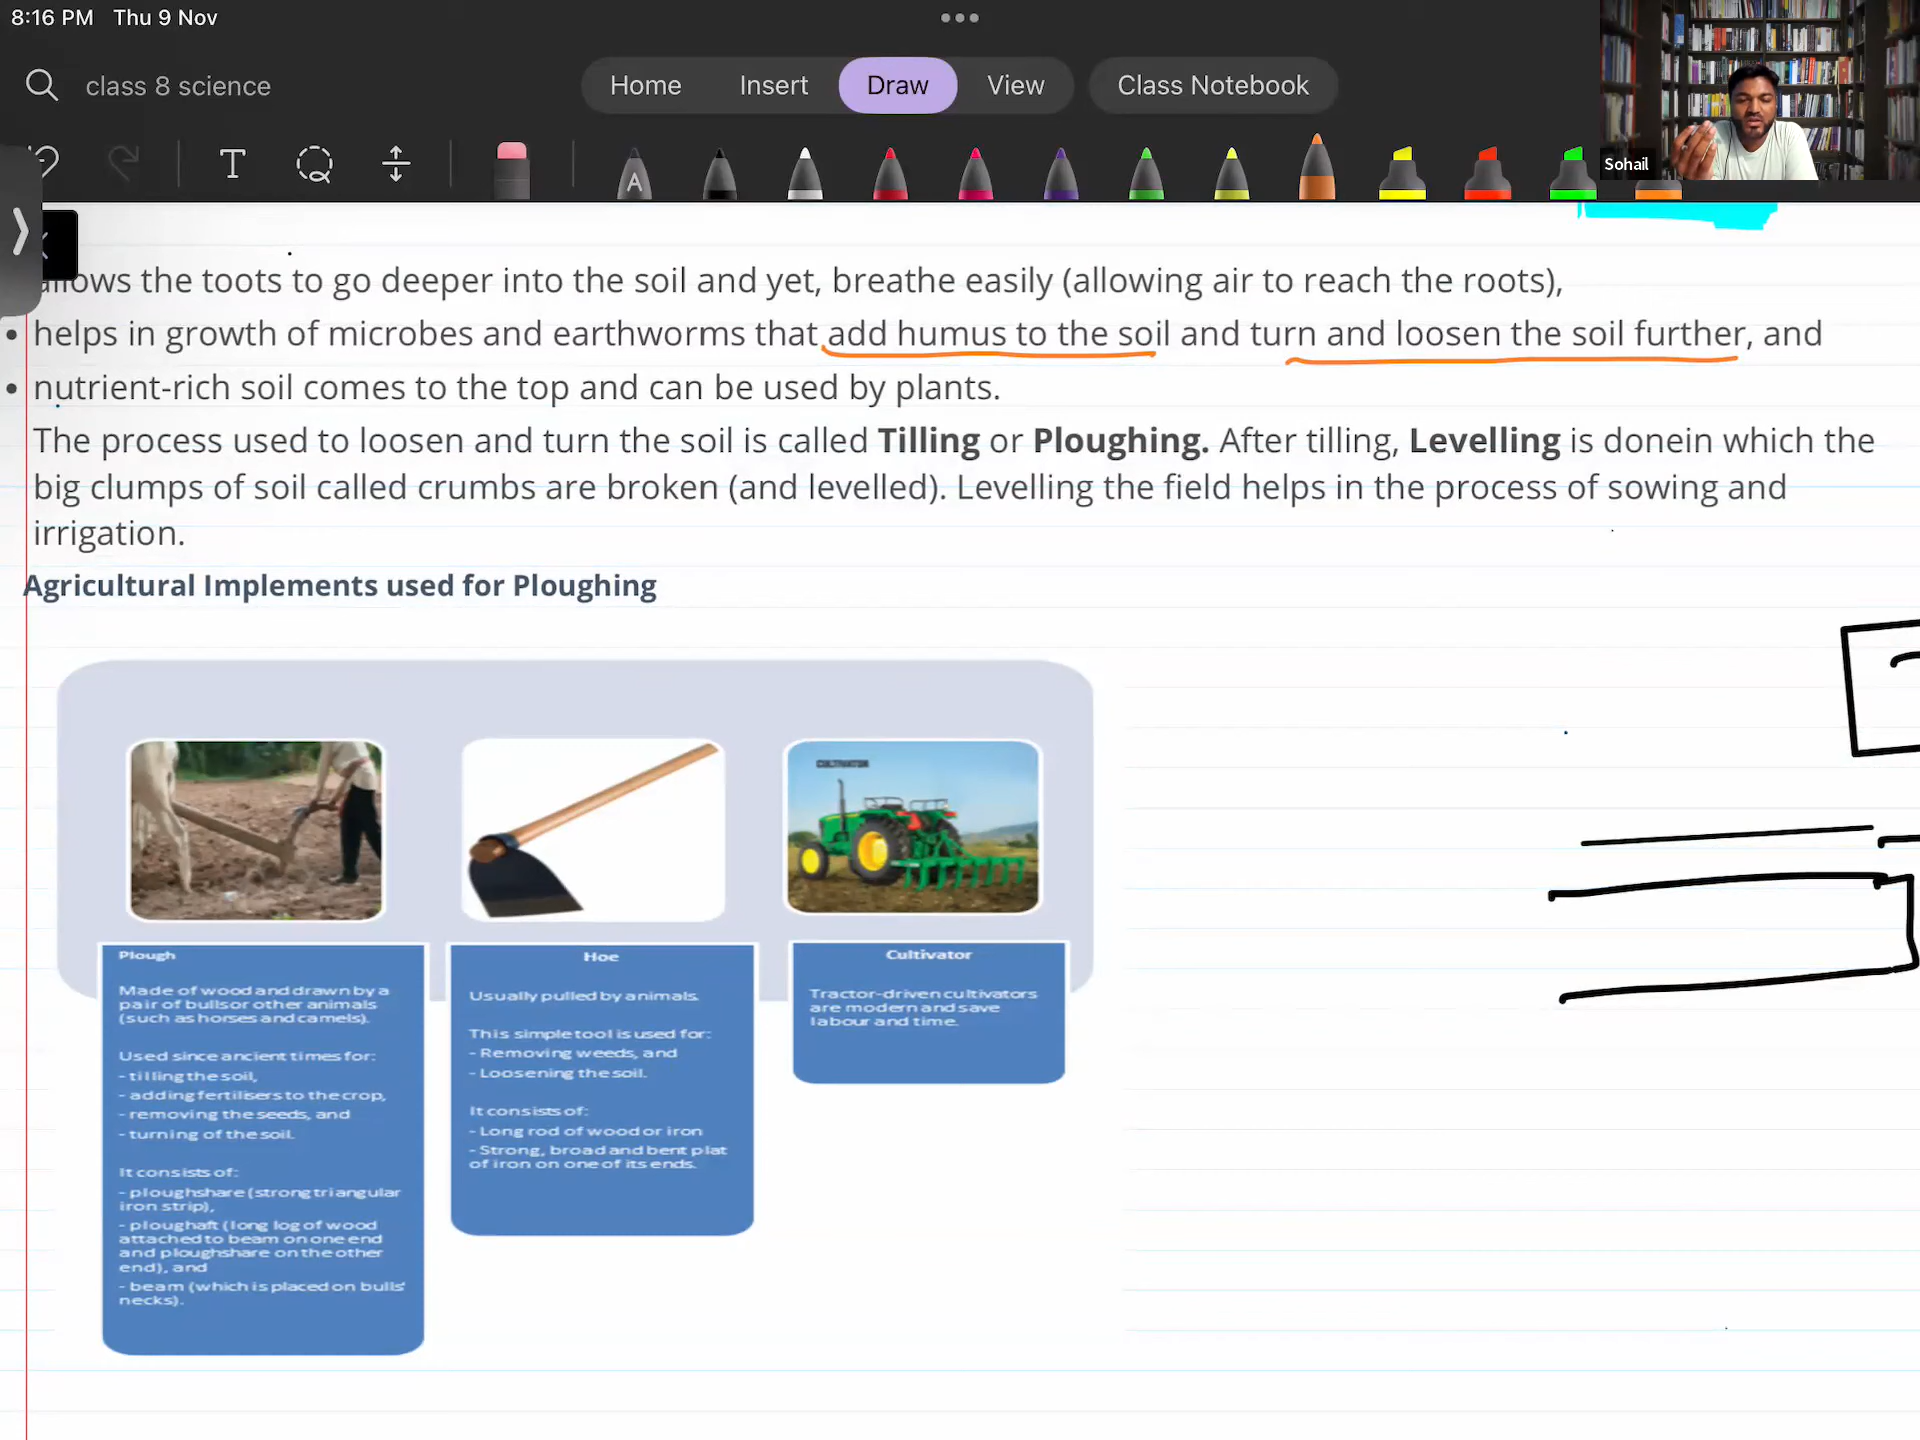 8:16 PM Thu 9 Nov
class 8 science
Home Insert Draw View Class Notebook
T
A
Sohail
allows the toots to go deeper into the soil and yet, breathe easily (allowing air to reach the roots),
• helps in growth of microbes and earthworms that add humus to the soil and turn and loosen the soil further, and
• nutrient-rich soil comes to the top and can be used by plants.
The process used to loosen and turn the soil is called Tilling or Ploughing. After tilling, Levelling is donein which the
big clumps of soil called crumbs are broken (and levelled). Levelling the field helps in the process of sowing and
irrigation.
Agricultural Implements used for Ploughing
CULTIVATOR
Plough
Made of wood and drawn by a
pair of bulls or other animals
(such as horses and camels).
Used since ancient times for:
- tilling the soil,
- adding fertilisers to the crop,
- removing the seeds, and
- turning of the soil.
It consists of:
- ploughshare (strong triangular
iron strip),
- ploughaft (long log of wood
attached to beam on one end
and ploughshare on the other
end), and
- beam (which is placed on bulls'
necks).
Hoe
Usually pulled by animals.
This simple tool is used for:
- Removing weeds, and
- Loosening the soil.
It consists of:
- Long rod of wood or iron
- Strong, broad and bent plat
of iron on one of its ends.
Cultivator
Tractor-driven cultivators
are modern and save
labour and time.